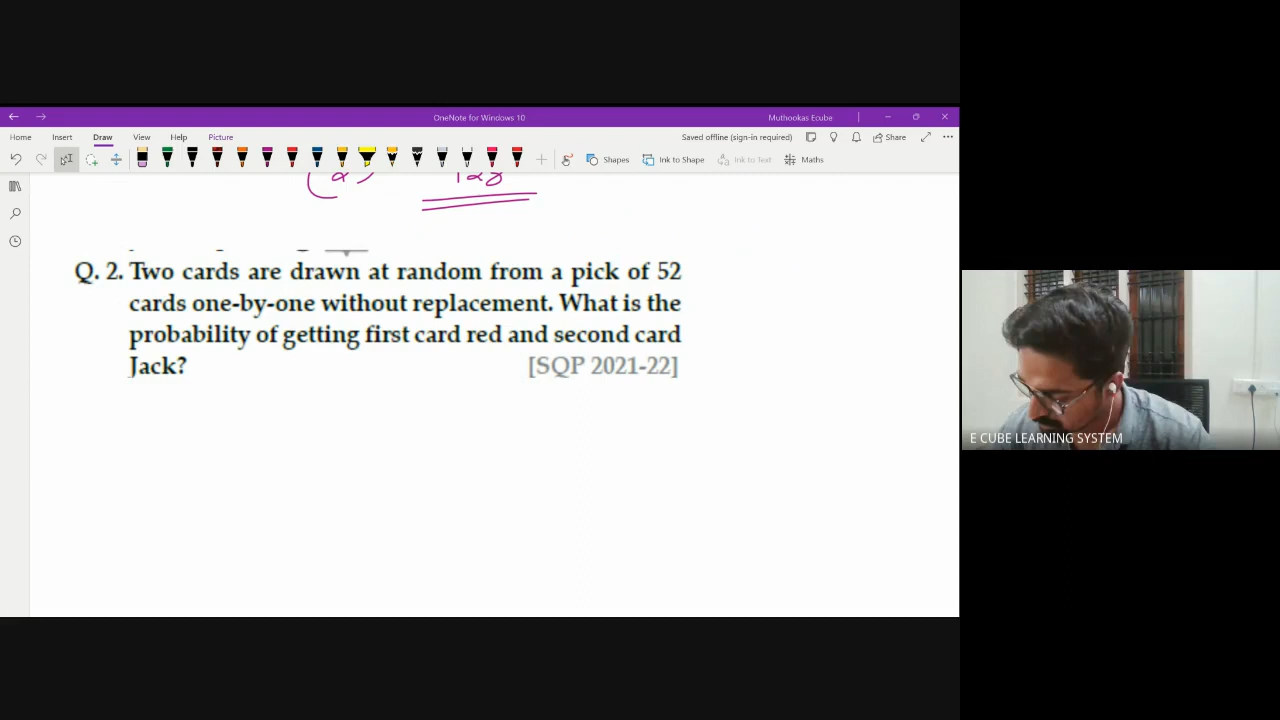 OneNote for Windows 10
Muthookas Ecube
Home Insert Draw View Help Picture
Saved offline (sign-in required) Share
Shapes Ink to Shape Ink to Text Maths
Q. 2. Two cards are drawn at random from a pick of 52
cards one-by-one without replacement. What is the
probability of getting first card red and second card
Jack? [SQP 2021-22]
E CUBE LEARNING SYSTEM